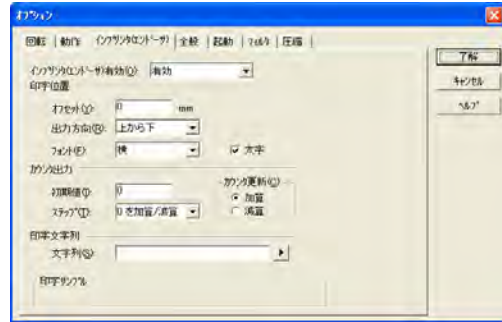 オプション
回転 動作 インプリンタ(エンドーサ) 全般 起動 フィルタ 圧縮
インプリンタ(エンドーサ)有効(Q) 有効
印字位置
オフセット(Y): 0 mm
出力方向(R): 上から下
フォント(F) 横 太字
カウンタ出力
初期値(I): 0
ステップ(T): 0 を加算/減算
カウンタ更新(C)
加算
減算
印字文字列
文字列(S)
印字サンプル
了解
キャンセル
ヘルプ